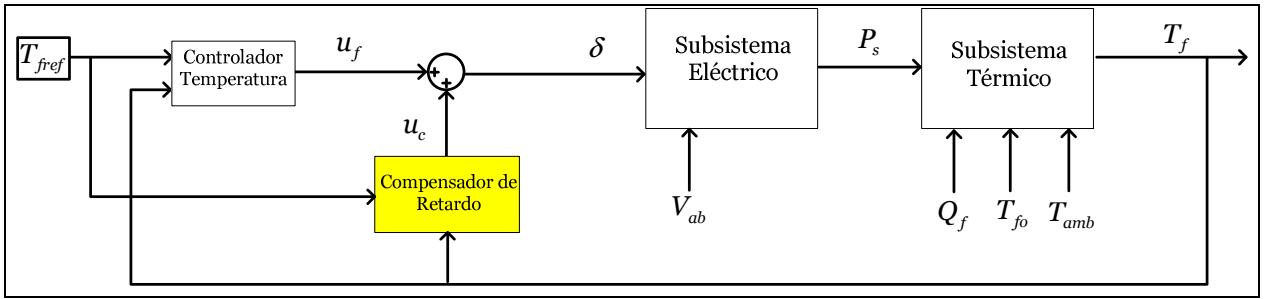 T_fref
Controlador
Temperatura
u_f
+
+
δ
Subsistema
Eléctrico
P_s
Subsistema
Térmico
T_f
u_c
Compensador de
Retardo
V_ab
Q_f
T_fo
T_amb